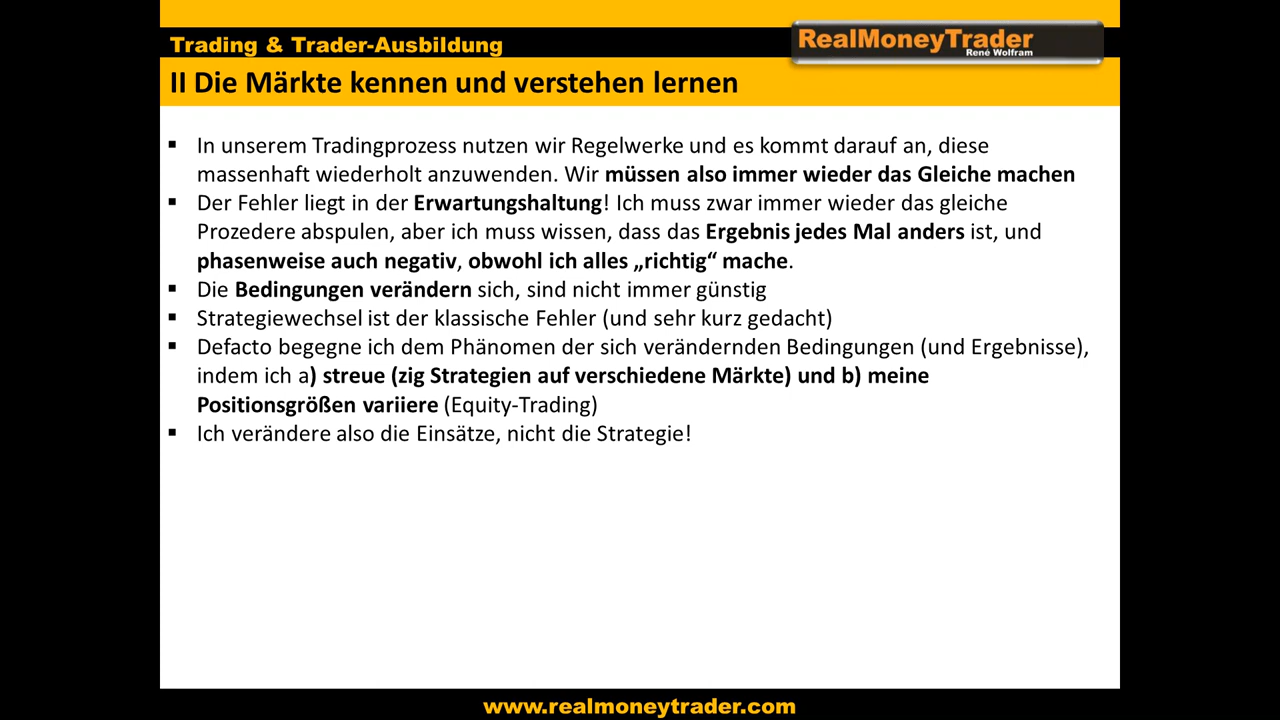 Trading & Trader-Ausbildung
RealMoneyTrader
René Wolfram
II Die Märkte kennen und verstehen lernen
▪ In unserem Tradingprozess nutzen wir Regelwerke und es kommt darauf an, diese
massenhaft wiederholt anzuwenden. Wir müssen also immer wieder das Gleiche machen
▪ Der Fehler liegt in der Erwartungshaltung! Ich muss zwar immer wieder das gleiche
Prozedere abspulen, aber ich muss wissen, dass das Ergebnis jedes Mal anders ist, und
phasenweise auch negativ, obwohl ich alles „richtig“ mache.
▪ Die Bedingungen verändern sich, sind nicht immer günstig
▪ Strategiewechsel ist der klassische Fehler (und sehr kurz gedacht)
▪ Defacto begegne ich dem Phänomen der sich verändernden Bedingungen (und Ergebnisse),
indem ich a) streue (zig Strategien auf verschiedene Märkte) und b) meine
Positionsgrößen variiere (Equity-Trading)
▪ Ich verändere also die Einsätze, nicht die Strategie!
www.realmoneytrader.com